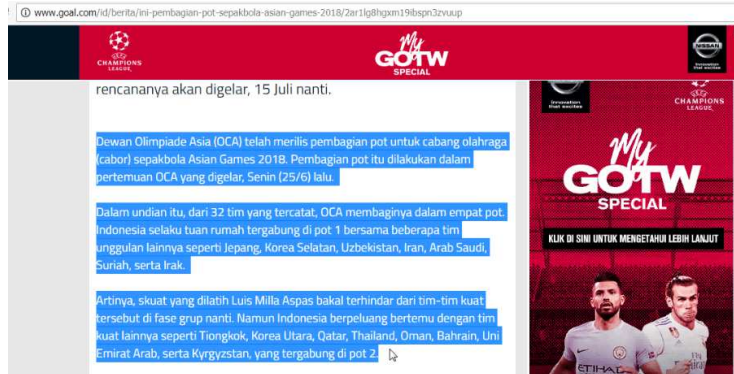 www.goal.com/id/berita/ini-pembagian-pot-sepakbola-asian-games-2018/2ar1lg8hgxm19ibspn3zvuup
CHAMPIONS
LEAGUE
My
GOTW
SPECIAL
NISSAN
Innovation
that excites
rencananya akan digelar, 15 Juli nanti.
Dewan Olimpiade Asia (OCA) telah merilis pembagian pot untuk cabang olahraga
(cabor) sepakbola Asian Games 2018. Pembagian pot itu dilakukan dalam
pertemuan OCA yang digelar, Senin (25/6) lalu.
Dalam undian itu, dari 32 tim yang tercatat, OCA membaginya dalam empat pot.
Indonesia selaku tuan rumah tergabung di pot 1 bersama beberapa tim
unggulan lainnya seperti Jepang, Korea Selatan, Uzbekistan, Iran, Arab Saudi,
Suriah, serta Irak.
Artinya, skuat yang dilatih Luis Milla Aspas bakal terhindar dari tim-tim kuat
tersebut di fase grup nanti. Namun Indonesia berpeluang bertemu dengan tim
kuat lainnya seperti Tiongkok, Korea Utara, Qatar, Thailand, Oman, Bahrain, Uni
Emirat Arab, serta Kyrgyzstan, yang tergabung di pot 2.
Innovation
that excites
CHAMPIONS
LEAGUE
My
GOTW
SPECIAL
KLIK DI SINI UNTUK MENGETAHUI LEBIH LANJUT
ETIHAD